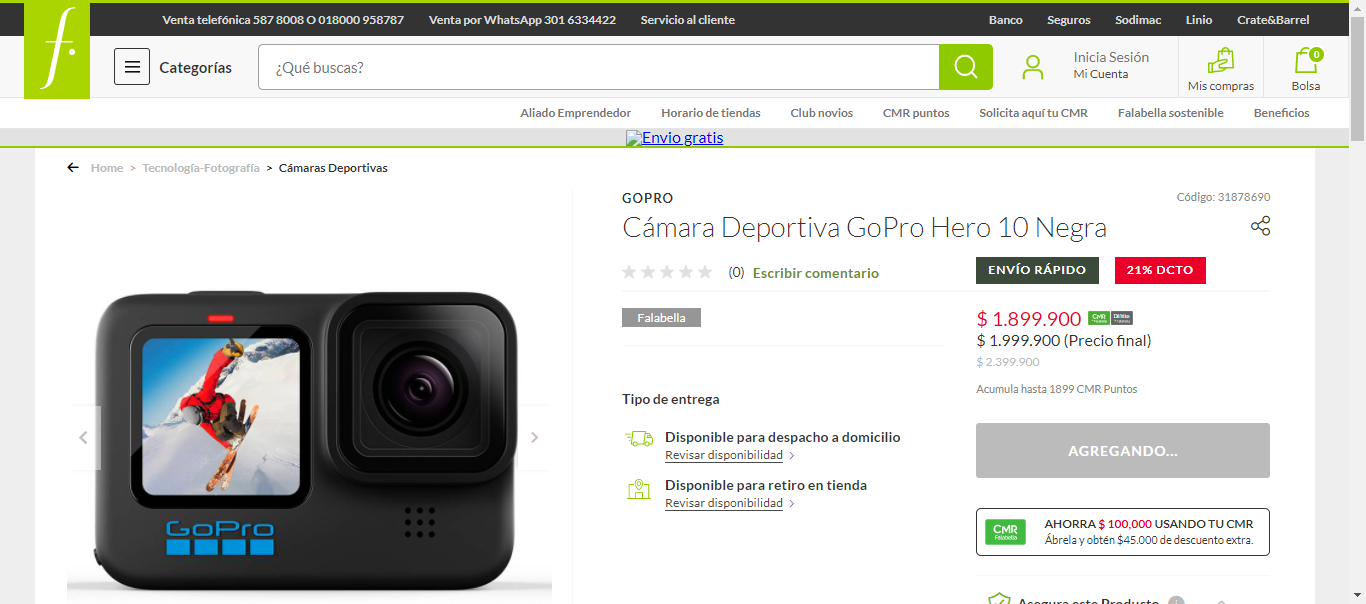 Venta telefónica 587 8008 O 018000 958787 Venta por WhatsApp 301 6334422 Servicio al cliente Banco Seguros Sodimac Linio Crate&Barrel
f.
Categorías ¿Qué buscas? Inicia Sesión
Mi Cuenta
Mis compras
0
Bolsa
Aliado Emprendedor Horario de tiendas Club novios CMR puntos Solicita aquí tu CMR Falabella sostenible Beneficios
Envio gratis
Home > Tecnología-Fotografía > Cámaras Deportivas
GOPRO Código: 31878690
Cámara Deportiva GoPro Hero 10 Negra
(0) Escribir comentario ENVÍO RÁPIDO 21% DCTO
Falabella
$ 1.899.900 CMR
$ 1.999.900 (Precio final)
$ 2.399.900
Acumula hasta 1899 CMR Puntos
Tipo de entrega
Disponible para despacho a domicilio
Revisar disponibilidad >
Disponible para retiro en tienda
Revisar disponibilidad >
AGREGANDO...
CMR
Falabella
AHORRA $ 100,000 USANDO TU CMR
Ábrela y obtén $45.000 de descuento extra.
Asegura este Producto
GoPro